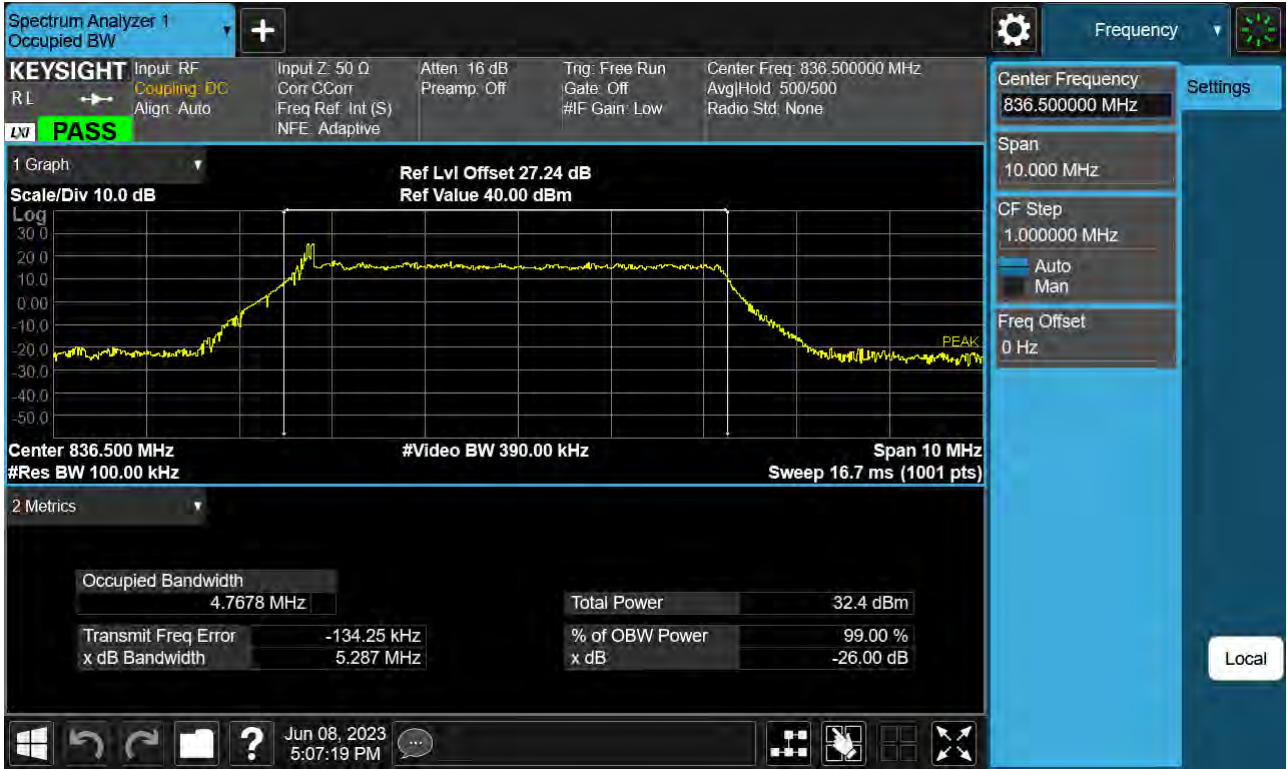 Spectrum Analyzer 1
Occupied BW
Frequency
KEYSIGHT
RL
LXI
PASS
Input: RF
Coupling: DC
Align: Auto
Input Z: 50 Ω
Corr CCorr
Freq Ref: Int (S)
NFE: Adaptive
Atten: 16 dB
Preamp: Off
Trig: Free Run
Gate: Off
#IF Gain: Low
Center Freq: 836.500000 MHz
Avg|Hold: 500/500
Radio Std: None
1 Graph
Scale/Div 10.0 dB
Ref Lvl Offset 27.24 dB
Ref Value 40.00 dBm
Log
30.0
20.0
10.0
0.00
-10.0
-20.0
-30.0
-40.0
-50.0
PEAK
Center 836.500 MHz
#Video BW 390.00 kHz
Span 10 MHz
#Res BW 100.00 kHz
Sweep 16.7 ms (1001 pts)
2 Metrics
Occupied Bandwidth
4.7678 MHz
Total Power 32.4 dBm
Transmit Freq Error -134.25 kHz
% of OBW Power 99.00 %
x dB Bandwidth 5.287 MHz
x dB -26.00 dB
Center Frequency
836.500000 MHz
Settings
Span
10.000 MHz
CF Step
1.000000 MHz
Auto
Man
Freq Offset
0 Hz
Local
?
Jun 08, 2023
5:07:19 PM